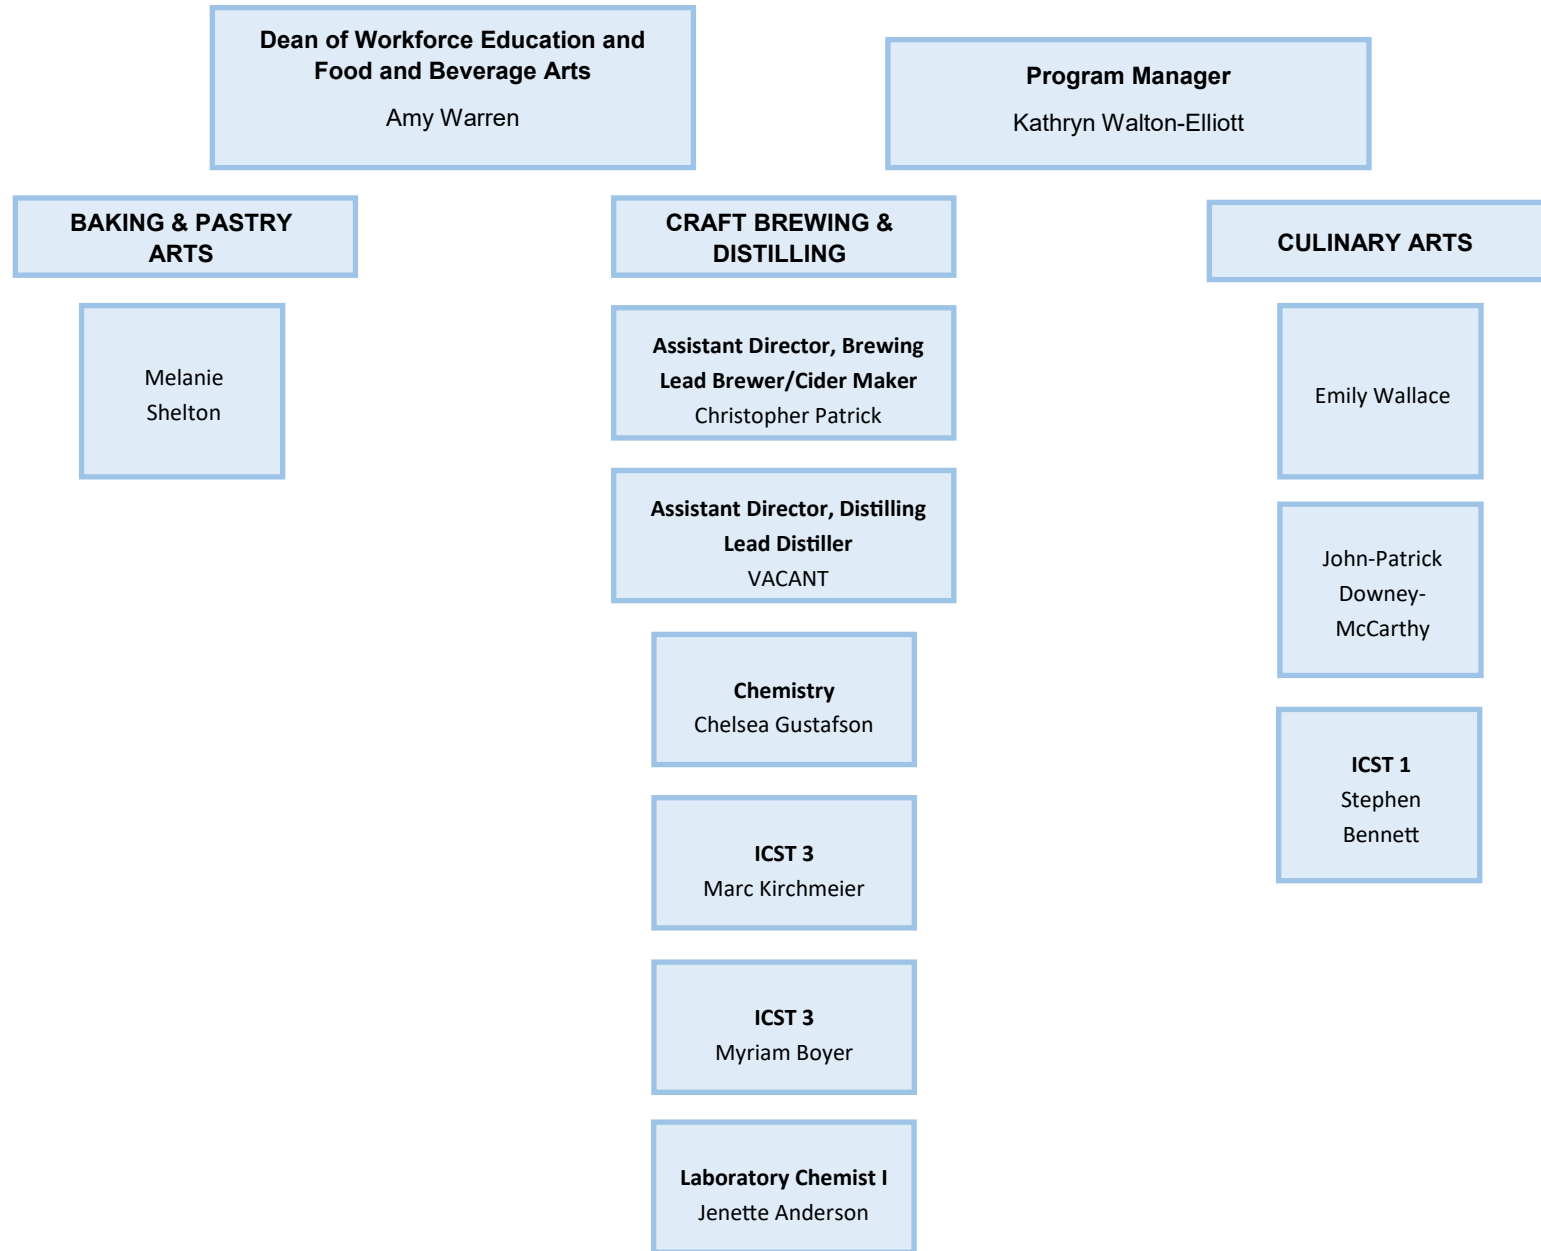 Dean of Workforce Education and
Food and Beverage Arts
Amy Warren
Program Manager
Kathryn Walton-Elliott
BAKING & PASTRY
ARTS
Melanie
Shelton
CRAFT BREWING &
DISTILLING
Assistant Director, Brewing
Lead Brewer/Cider Maker
Christopher Patrick
Assistant Director, Distilling
Lead Distiller
VACANT
Chemistry
Chelsea Gustafson
ICST 3
Marc Kirchmeier
ICST 3
Myriam Boyer
Laboratory Chemist I
Jenette Anderson
CULINARY ARTS
Emily Wallace
John-Patrick
Downey-
McCarthy
ICST 1
Stephen
Bennett